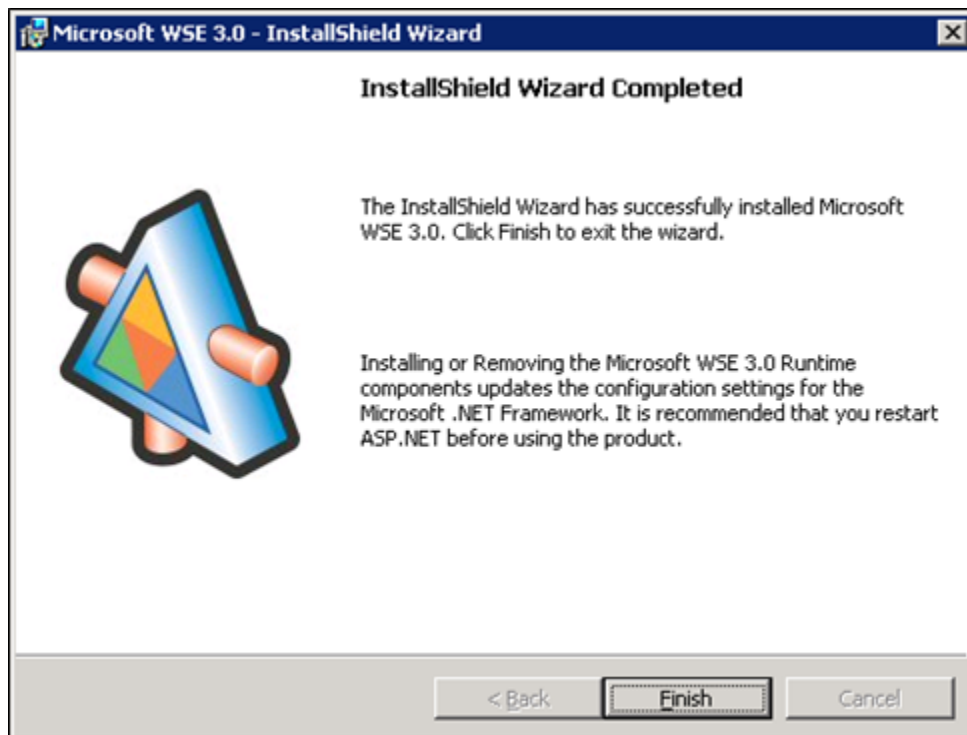 Microsoft WSE 3.0 - InstallShield Wizard
InstallShield Wizard Completed
The InstallShield Wizard has successfully installed Microsoft
WSE 3.0. Click Finish to exit the wizard.
Installing or Removing the Microsoft WSE 3.0 Runtime
components updates the configuration settings for the
Microsoft .NET Framework. It is recommended that you restart
ASP.NET before using the product.
< Back Finish Cancel